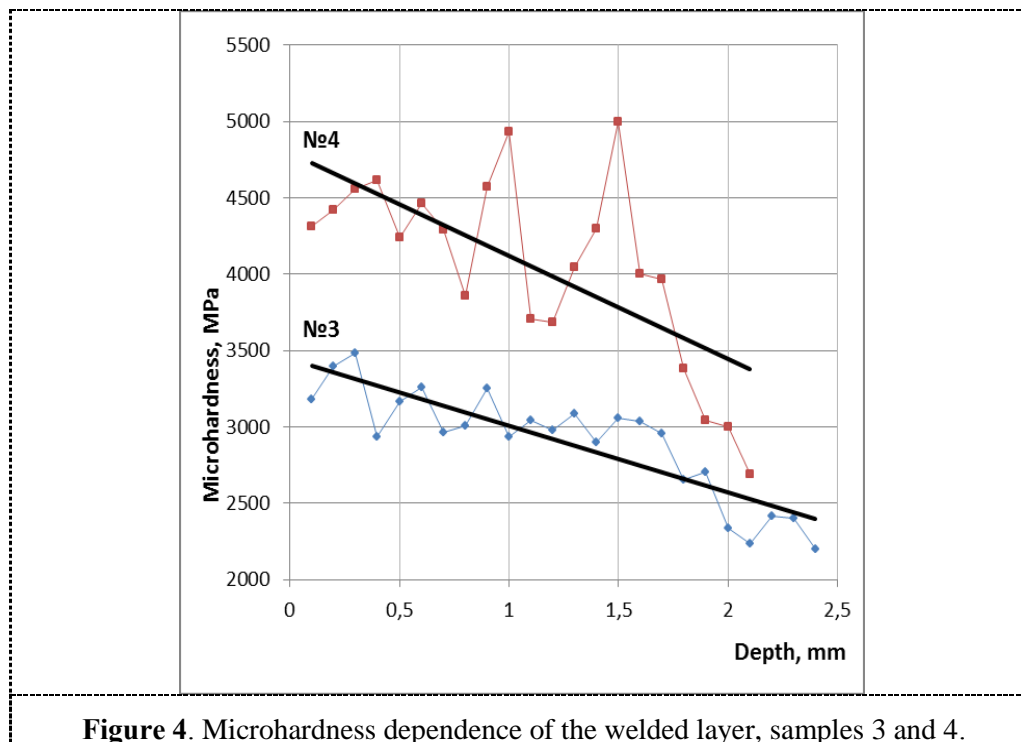 5500
5000
4500
4000
3500
3000
2500
2000
Microhardness, MPa
№4
№3
0 0,5 1 1,5 2 2,5
Depth, mm
Figure 4. Microhardness dependence of the welded layer, samples 3 and 4.